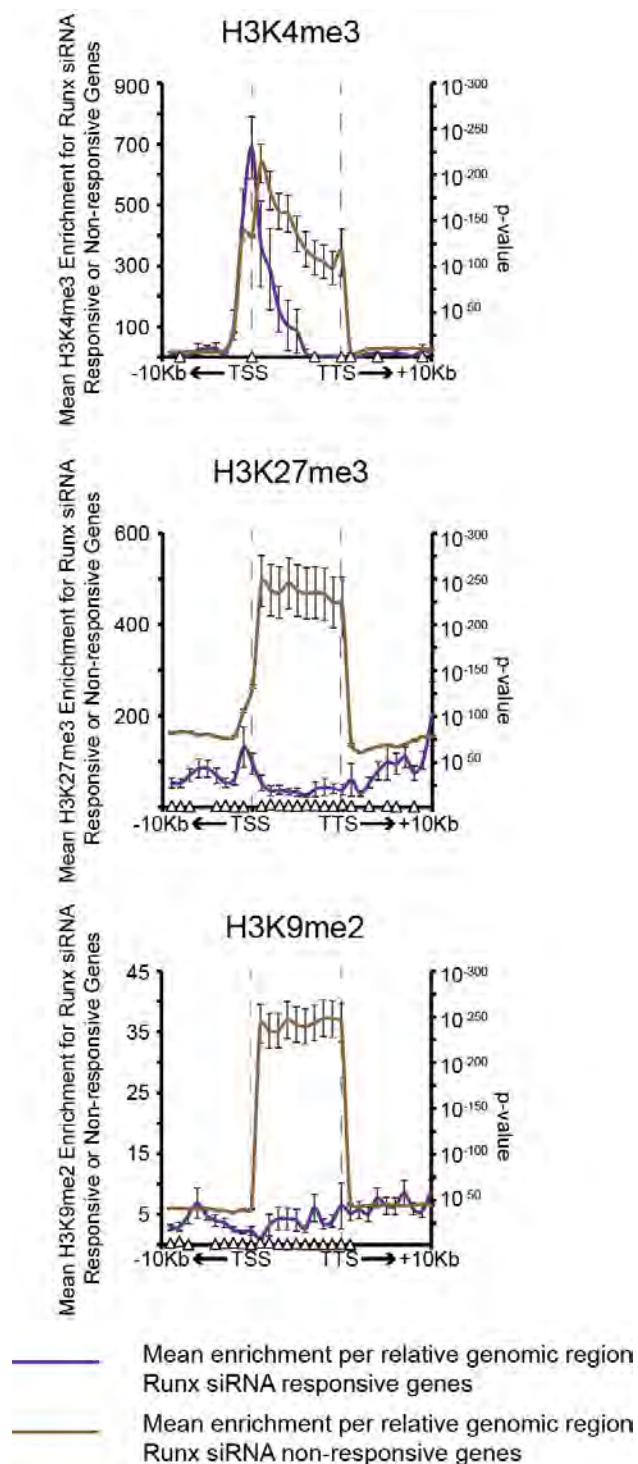 H3K4me3
Mean H3K4me3 Enrichment for Runx siRNA
Responsive or Non-responsive Genes
900
700
500
300
100
10-300
10-250
10-200
10-150
10-100
1050
p-value
-10Kb TSS TTS +10Kb
H3K27me3
Mean H3K27me3 Enrichment for Runx siRNA
Responsive or Non-responsive Genes
600
400
200
10-300
10-250
10-200
10-150
10-100
1050
p-value
-10Kb TSS TTS +10Kb
H3K9me2
Mean H3K9me2 Enrichment for Runx siRNA
Responsive or Non-responsive Genes
45
35
25
15
5
10-300
10-250
10-200
10-150
10-100
1050
p-value
-10Kb TSS TTS +10Kb
Mean enrichment per relative genomic region
Runx siRNA responsive genes
Mean enrichment per relative genomic region
Runx siRNA non-responsive genes